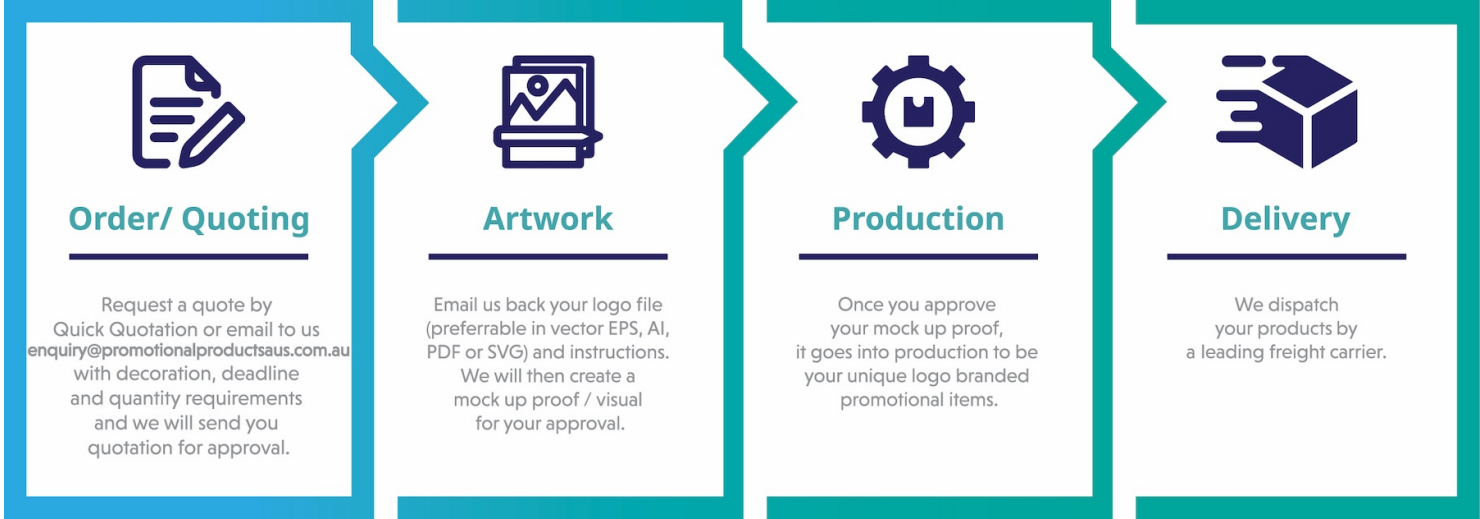 Order/ Quoting
Request a quote by
Quick Quotation or email to us
enquiry@promotionalproductsaus.com.au
with decoration, deadline
and quantity requirements
and we will send you
quotation for approval.
Artwork
Email us back your logo file
(preferrable in vector EPS, AI,
PDF or SVG) and instructions.
We will then create a
mock up proof / visual
for your approval.
Production
Once you approve
your mock up proof,
it goes into production to be
your unique logo branded
promotional items.
Delivery
We dispatch
your products by
a leading freight carrier.